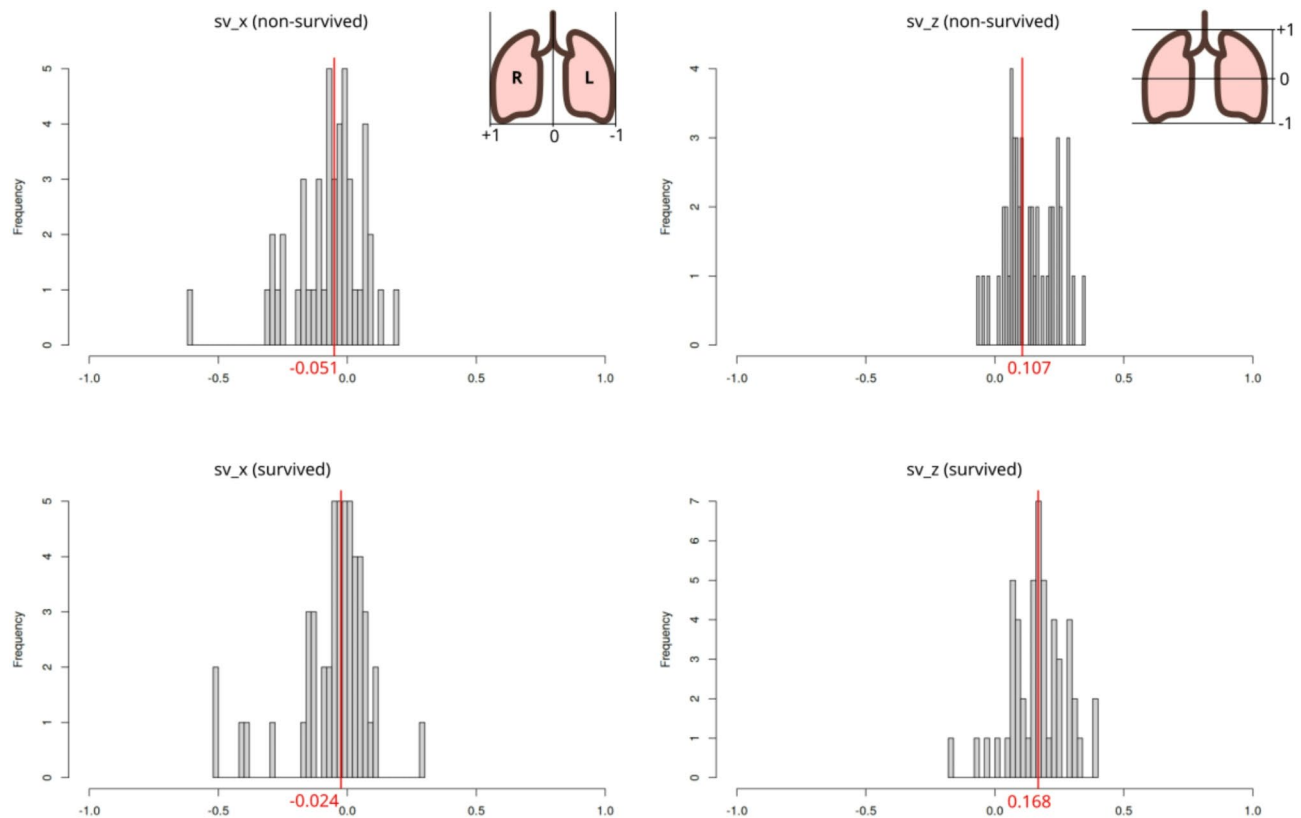 sv_x (non-survived)
R L
+1 0 -1
Frequency
0 1 2 3 4 5
-1.0 -0.5 0.0 0.5 1.0
-0.051
sv_z (non-survived)
+1
0
-1
Frequency
0 1 2 3 4
-1.0 -0.5 0.0 0.5 1.0
0.107
sv_x (survived)
Frequency
0 1 2 3 4 5
-1.0 -0.5 0.0 0.5 1.0
-0.024
sv_z (survived)
Frequency
0 1 2 3 4 5 6 7
-1.0 -0.5 0.0 0.5 1.0
0.168